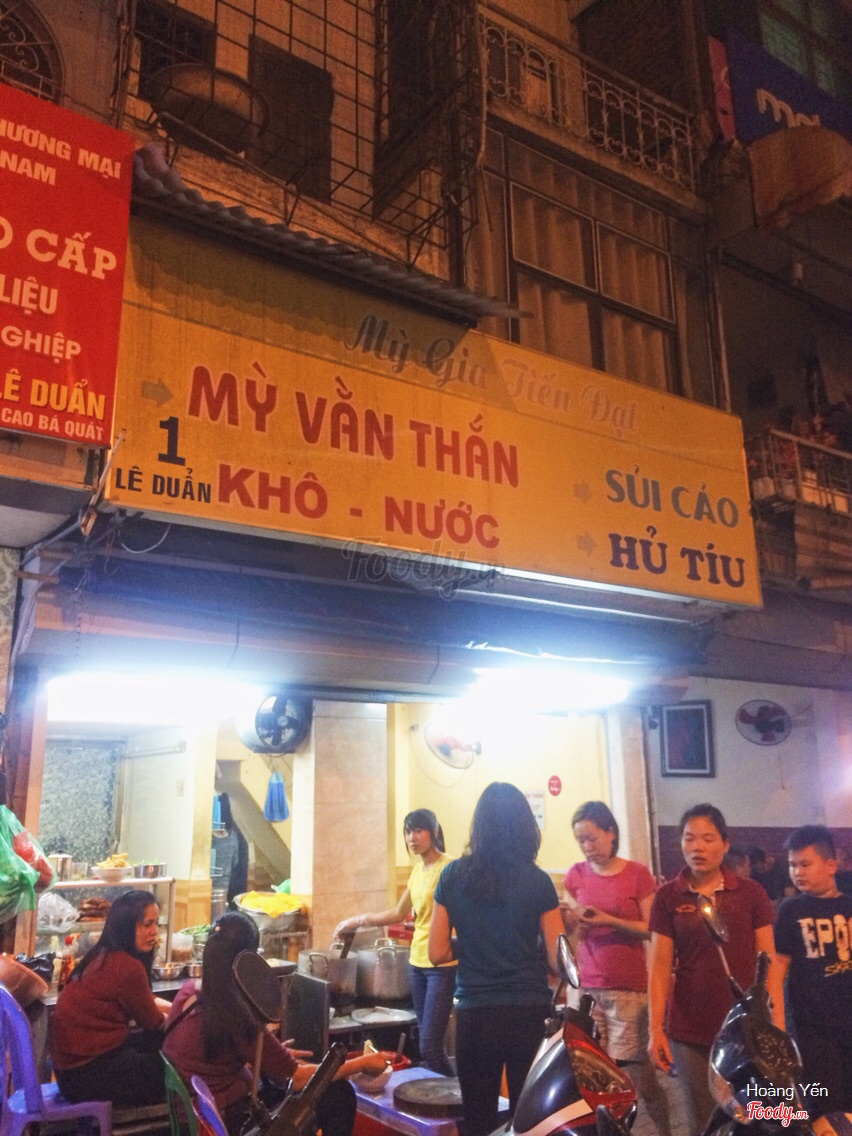 HƯƠNG MẠI
NAM
O CẤP
LIỆU
GHIỆP
LÊ DUẨN
CAO BÁ QUÁT
Mỳ Gia Tiến Đạt
MỲ VẰN THẮN
1
LÊ DUẨN
KHÔ - NƯỚC
SỦI CẢO
HỦ TÍU
Foody.vn
EPO
Hoàng Yến
Foody.vn